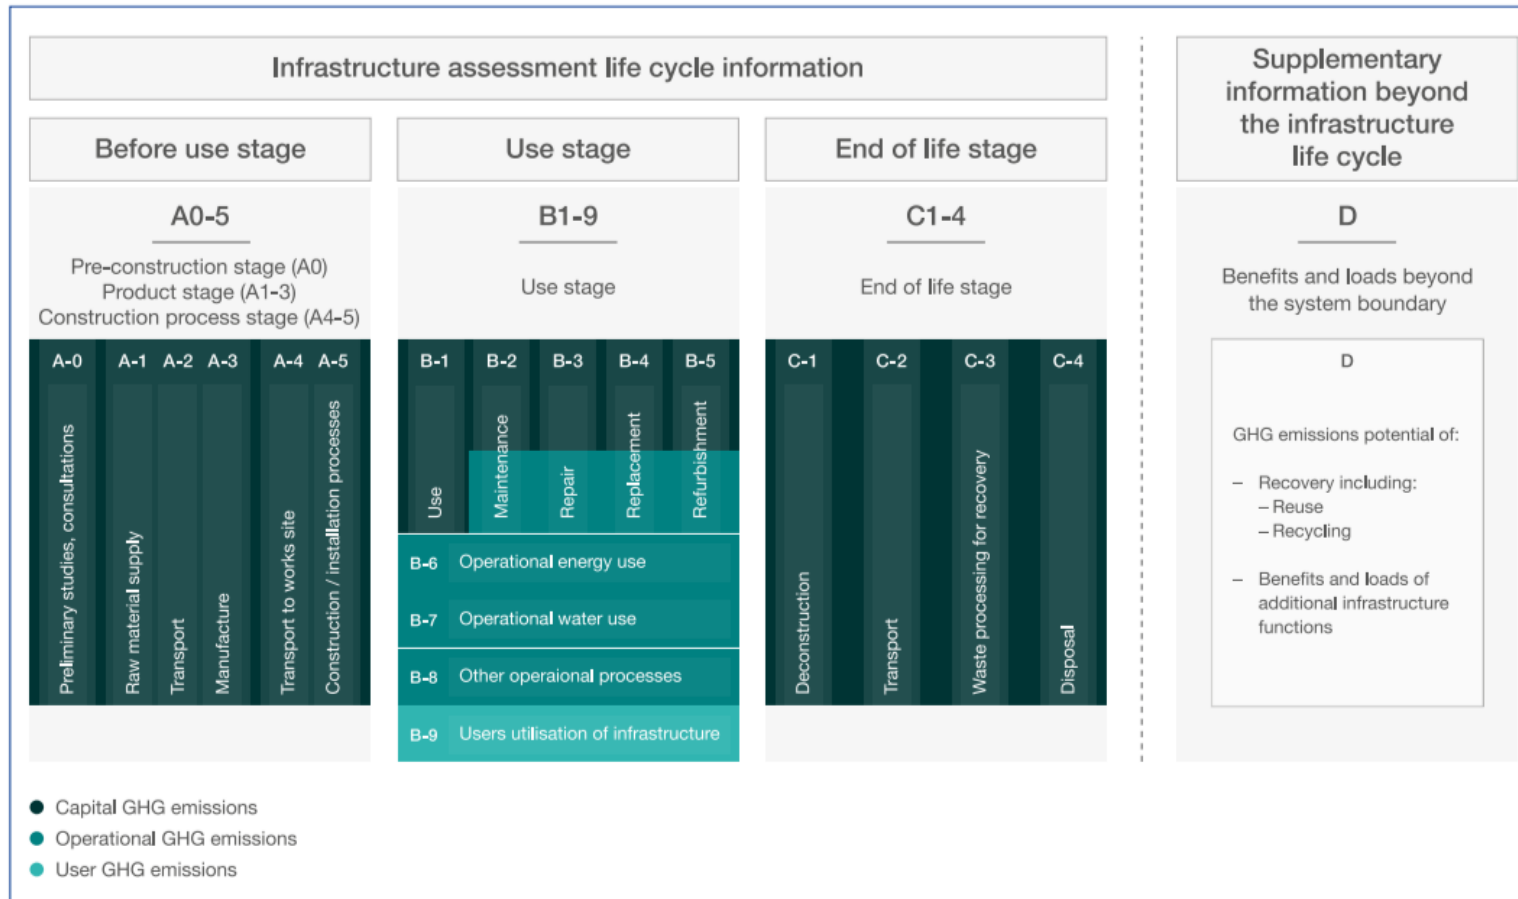 Infrastructure assessment life cycle information
Supplementary
information beyond
the infrastructure
life cycle
Before use stage
Use stage
End of life stage
A0-5
Pre-construction stage (A0)
Product stage (A1-3)
Construction process stage (A4-5)
B1-9
Use stage
C1-4
End of life stage
D
Benefits and loads beyond
the system boundary
A-0
Preliminary studies, consultations
A-1
Raw material supply
A-2
Transport
A-3
Manufacture
A-4
Transport to works site
A-5
Construction / installation processes
B-1
Use
B-2
Maintenance
B-3
Repair
B-4
Replacement
B-5
Refurbishment
B-6 Operational energy use
B-7 Operational water use
B-8 Other operaional processes
B-9 Users utilisation of infrastructure
C-1
Deconstruction
C-2
Transport
C-3
Waste processing for recovery
C-4
Disposal
D
GHG emissions potential of:
– Recovery including:
– Reuse
– Recycling
– Benefits and loads of
additional infrastructure
functions
Capital GHG emissions
Operational GHG emissions
User GHG emissions